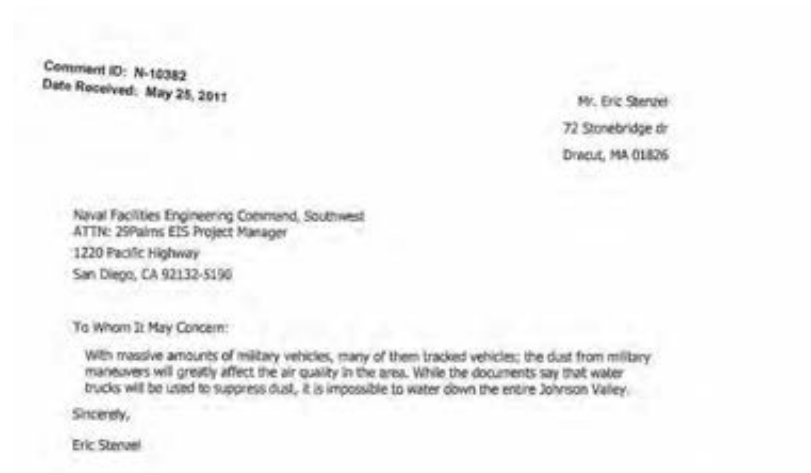 Comment ID: N-10382
Date Received: May 25, 2011
Mr. Eric Stenzel
72 Stonebridge dr
Dracut, MA 01826
Naval Facilities Engineering Command, Southwest
ATTN: 29Palms EIS Project Manager
1220 Pacific Highway
San Diego, CA 92132-5190
To Whom It May Concern:
With massive amounts of military vehicles, many of them tracked vehicles; the dust from military
maneuvers will greatly affect the air quality in the area. While the documents say that water
trucks will be used to suppress dust, it is impossible to water down the entire Johnson Valley.
Sincerely,
Eric Stenzel